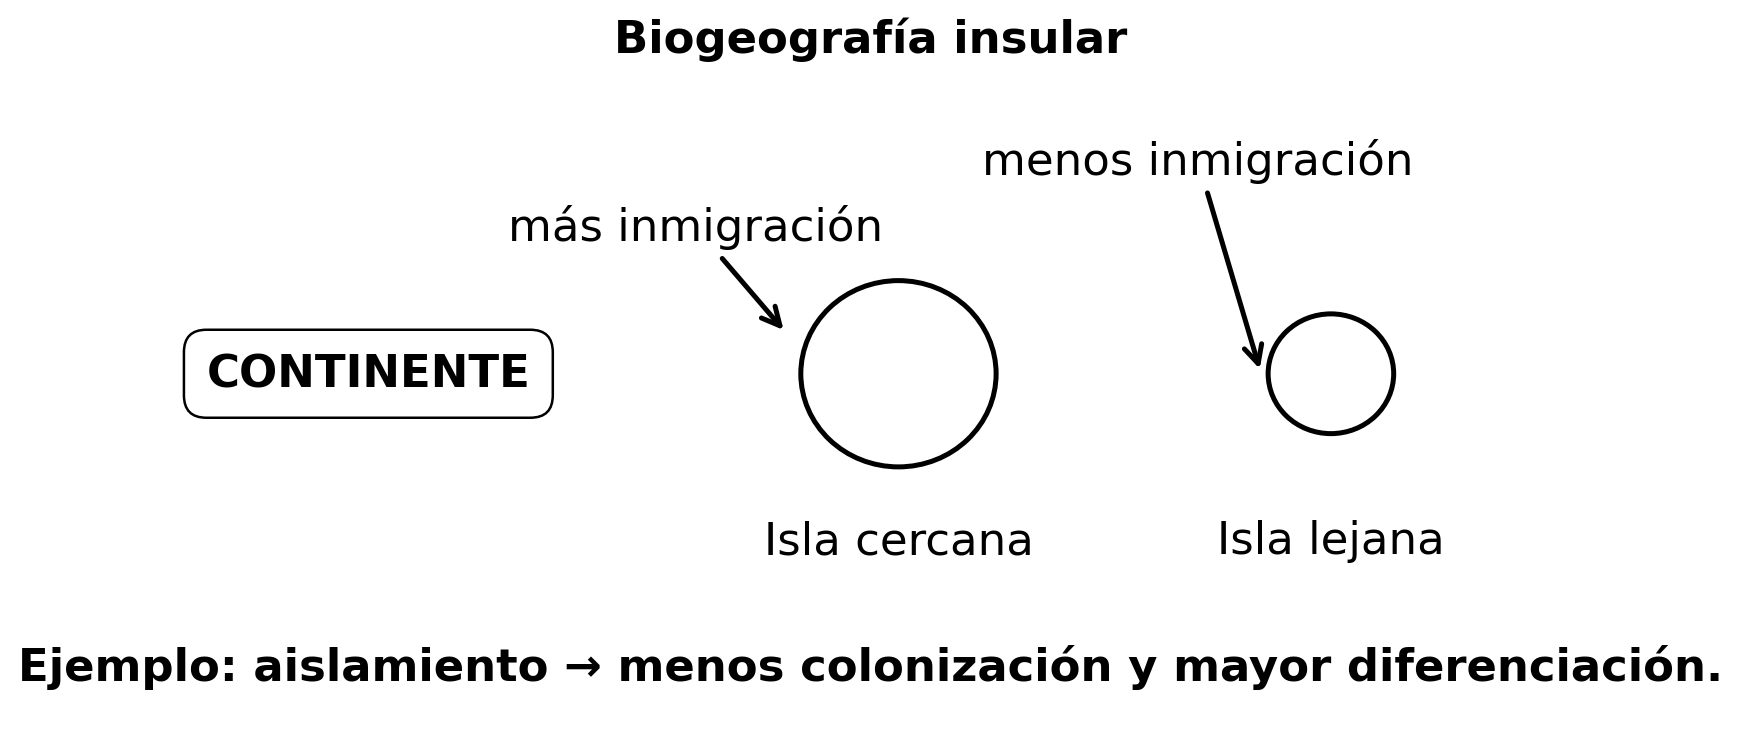 Biogeografía insular
menos inmigración
más inmigración
CONTINENTE
Isla cercana
Isla lejana
Ejemplo: aislamiento → menos colonización y mayor diferenciación.